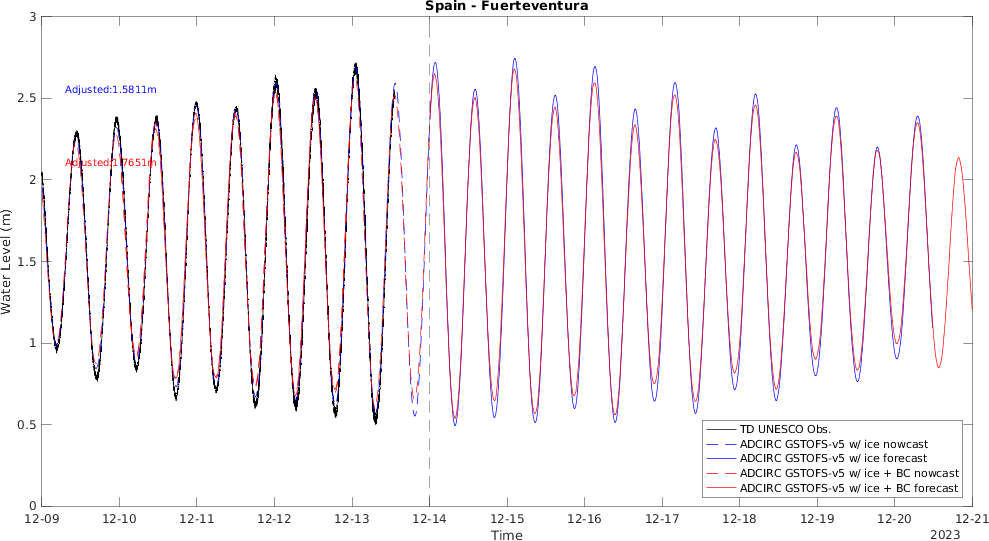 Spain - Fuerteventura
3
2.5
2
1.5
1
0.5
0
Water Level (m)
Adjusted:1.5811m
Adjusted:1.7651m
TD UNESCO Obs.
ADCIRC GSTOFS-v5 w/ ice nowcast
ADCIRC GSTOFS-v5 w/ ice forecast
ADCIRC GSTOFS-v5 w/ ice + BC nowcast
ADCIRC GSTOFS-v5 w/ ice + BC forecast
12-09 12-10 12-11 12-12 12-13 12-14 12-15 12-16 12-17 12-18 12-19 12-20 12-21
Time
2023